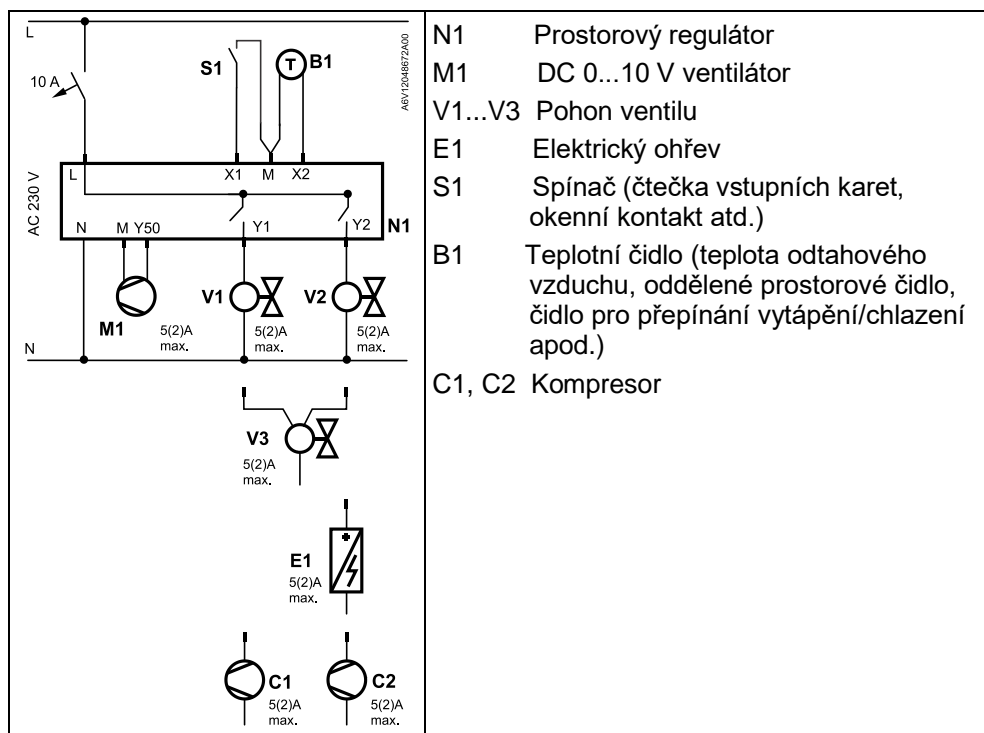 L
10 A
S1
T
B1
A6V12048672A00
L
X1 M X2
AC 230 V
N
M Y50
Y1
Y2
N1
M1
5(2)A
max.
V1
5(2)A
max.
V2
5(2)A
max.
N
V3
5(2)A
max.
E1
5(2)A
max.
C1
5(2)A
max.
C2
5(2)A
max.
N1 Prostorový regulátor
M1 DC 0...10 V ventilátor
V1...V3 Pohon ventilu
E1 Elektrický ohřev
S1 Spínač (čtečka vstupních karet,
okenní kontakt atd.)
B1 Teplotní čidlo (teplota odtahového
vzduchu, oddělené prostorové čidlo,
čidlo pro přepínání vytápění/chlazení
apod.)
C1, C2 Kompresor